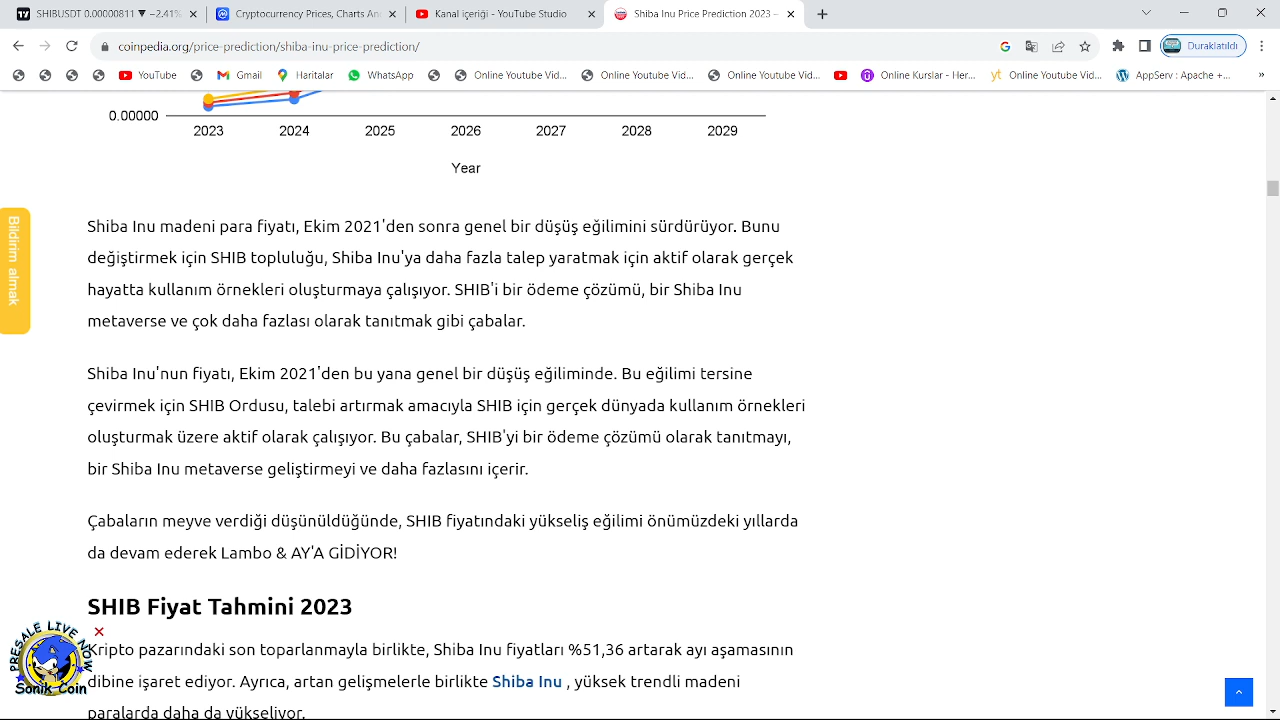 SHIBUSDT 0.00000811 ▼ −2.41%
Cryptocurrency Prices, Charts An
Kanal içeriği - YouTube Studio
Shiba Inu Price Prediction 2023 –
coinpedia.org/price-prediction/shiba-inu-price-prediction/
Duraklatıldı
YouTube
Gmail
Haritalar
WhatsApp
Online Youtube Vid...
Online Youtube Vid...
Online Youtube Vid...
Online Kurslar - Her...
Online Youtube Vid...
AppServ : Apache +...
0.00000
2023 2024 2025 2026 2027 2028 2029
Year
Bildirim almak
Shiba Inu madeni para fiyatı, Ekim 2021'den sonra genel bir düşüş eğilimini sürdürüyor. Bunu
değiştirmek için SHIB topluluğu, Shiba Inu'ya daha fazla talep yaratmak için aktif olarak gerçek
hayatta kullanım örnekleri oluşturmaya çalışıyor. SHIB'i bir ödeme çözümü, bir Shiba Inu
metaverse ve çok daha fazlası olarak tanıtmak gibi çabalar.
Shiba Inu'nun fiyatı, Ekim 2021'den bu yana genel bir düşüş eğiliminde. Bu eğilimi tersine
çevirmek için SHIB Ordusu, talebi artırmak amacıyla SHIB için gerçek dünyada kullanım örnekleri
oluşturmak üzere aktif olarak çalışıyor. Bu çabalar, SHIB'yi bir ödeme çözümü olarak tanıtmayı,
bir Shiba Inu metaverse geliştirmeyi ve daha fazlasını içerir.
Çabaların meyve verdiği düşünüldüğünde, SHIB fiyatındaki yükseliş eğilimi önümüzdeki yıllarda
da devam ederek Lambo & AY'A GİDİYOR!
SHIB Fiyat Tahmini 2023
Kripto pazarındaki son toparlanmayla birlikte, Shiba Inu fiyatları %51,36 artarak ayı aşamasının
dibine işaret ediyor. Ayrıca, artan gelişmelerle birlikte Shiba Inu , yüksek trendli madeni
paralarda daha da yükseliyor.
PRESALE LIVE NOW
Sonik Coin